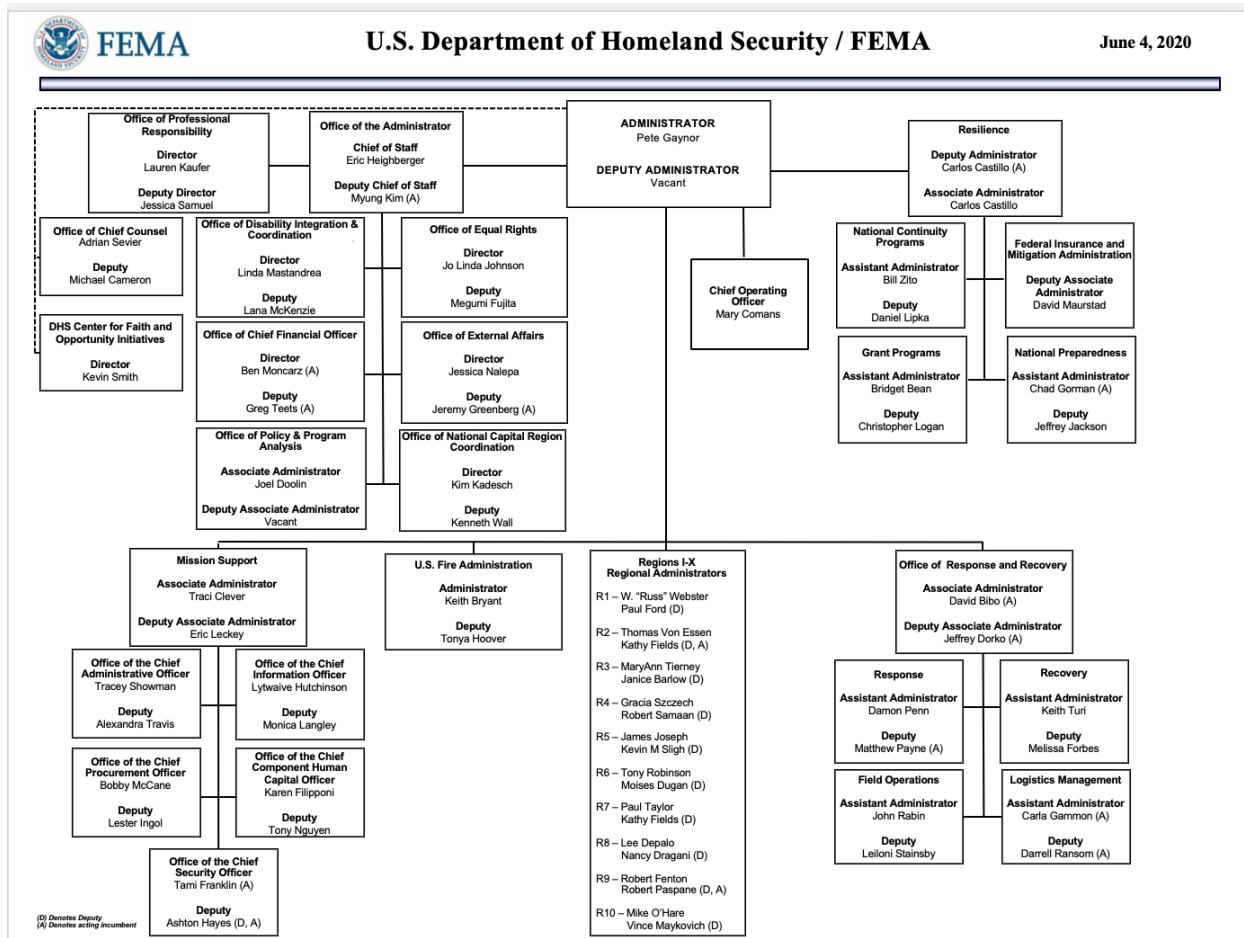 FEMA
U.S. Department of Homeland Security / FEMA
June 4, 2020
Office of Professional
Responsibility
Director
Lauren Kaufer
Deputy Director
Jessica Samuel
Office of the Administrator
Chief of Staff
Eric Heighberger
Deputy Chief of Staff
Myung Kim (A)
ADMINISTRATOR
Pete Gaynor
DEPUTY ADMINISTRATOR
Vacant
Resilience
Deputy Administrator
Carlos Castillo (A)
Associate Administrator
Carlos Castillo
Office of Chief Counsel
Adrian Sevier
Deputy
Michael Cameron
Office of Disability Integration &
Coordination
Director
Linda Mastandrea
Deputy
Lana McKenzie
Office of Equal Rights
Director
Jo Linda Johnson
Deputy
Megumi Fujita
Chief Operating
Officer
Mary Comans
National Continuity
Programs
Assistant Administrator
Bill Zito
Deputy
Daniel Lipka
Federal Insurance and
Mitigation Administration
Deputy Associate
Administrator
David Maurstad
DHS Center for Faith and
Opportunity Initiatives
Director
Kevin Smith
Office of Chief Financial Officer
Director
Ben Moncarz (A)
Deputy
Greg Teets (A)
Office of External Affairs
Director
Jessica Nalepa
Deputy
Jeremy Greenberg (A)
Grant Programs
Assistant Administrator
Bridget Bean
Deputy
Christopher Logan
National Preparedness
Assistant Administrator
Chad Gorman (A)
Deputy
Jeffrey Jackson
Office of Policy & Program
Analysis
Associate Administrator
Joel Doolin
Deputy Associate Administrator
Vacant
Office of National Capital Region
Coordination
Director
Kim Kadesch
Deputy
Kenneth Wall
Mission Support
Associate Administrator
Traci Clever
Deputy Associate Administrator
Eric Leckey
U.S. Fire Administration
Administrator
Keith Bryant
Deputy
Tonya Hoover
Regions I-X
Regional Administrators
R1 – W. “Russ” Webster
Paul Ford (D)
R2 – Thomas Von Essen
Kathy Fields (D, A)
R3 – MaryAnn Tierney
Janice Barlow (D)
R4 – Gracia Szczech
Robert Samaan (D)
R5 – James Joseph
Kevin M Sligh (D)
R6 – Tony Robinson
Moises Dugan (D)
R7 – Paul Taylor
Kathy Fields (D)
R8 – Lee Depalo
Nancy Dragani (D)
R9 – Robert Fenton
Robert Paspane (D, A)
R10 – Mike O’Hare
Vince Maykovich (D)
Office of Response and Recovery
Associate Administrator
David Bibo (A)
Deputy Associate Administrator
Jeffrey Dorko (A)
Office of the Chief
Administrative Officer
Tracey Showman
Deputy
Alexandra Travis
Office of the Chief
Information Officer
Lytwaive Hutchinson
Deputy
Monica Langley
Response
Assistant Administrator
Damon Penn
Deputy
Matthew Payne (A)
Recovery
Assistant Administrator
Keith Turi
Deputy
Melissa Forbes
Office of the Chief
Procurement Officer
Bobby McCane
Deputy
Lester Ingol
Office of the Chief
Component Human
Capital Officer
Karen Filipponi
Deputy
Tony Nguyen
Field Operations
Assistant Administrator
John Rabin
Deputy
Leiloni Stainsby
Logistics Management
Assistant Administrator
Carla Gammon (A)
Deputy
Darrell Ransom (A)
Office of the Chief
Security Officer
Tami Franklin (A)
Deputy
Ashton Hayes (D, A)
(D) Denotes Deputy
(A) Denotes acting incumbent